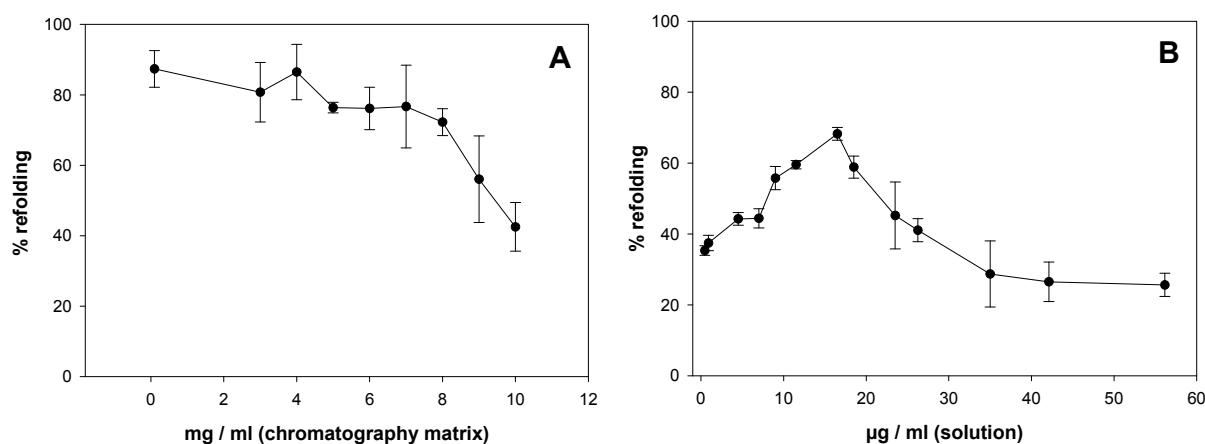 A
% refolding
100
80
60
40
20
0
0 2 4 6 8 10 12
mg / ml (chromatography matrix)
B
% refolding
100
80
60
40
20
0
0 10 20 30 40 50 60
µg / ml (solution)